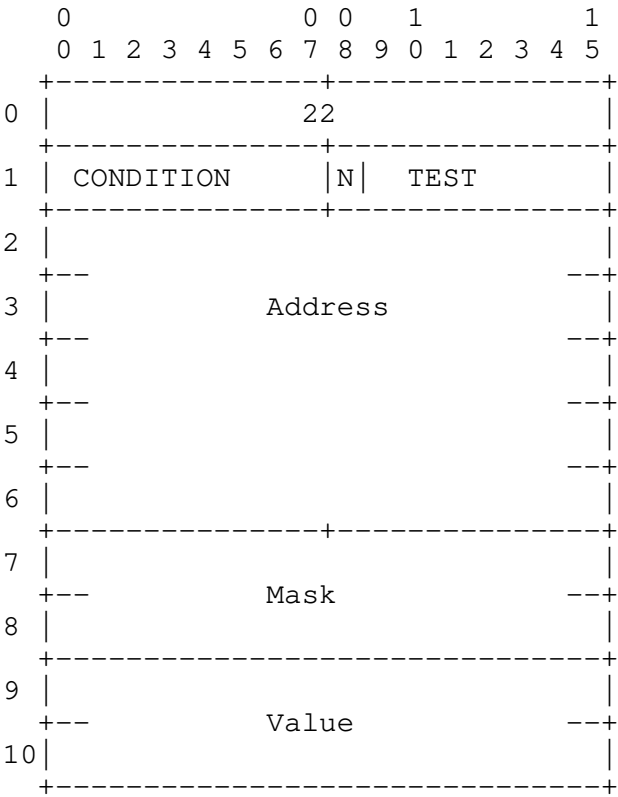 0             0 0   1         1
    0 1 2 3 4 5 6 7 8 9 0 1 2 3 4 5
   +---------------+---------------+
0  |              22               |
   +---------------+---------------+
1  | CONDITION     |N|  TEST       |
   +---------------+---------------+
2  |                               |
   +--                           --+
3  |            Address            |
   +--                           --+
4  |                               |
   +--                           --+
5  |                               |
   +--                           --+
6  |                               |
   +---------------+---------------+
7  |                               |
   +--          Mask             --+
8  |                               |
   +-------------------------------+
9  |                               |
   +--          Value            --+
10|                               |
   +-------------------------------+